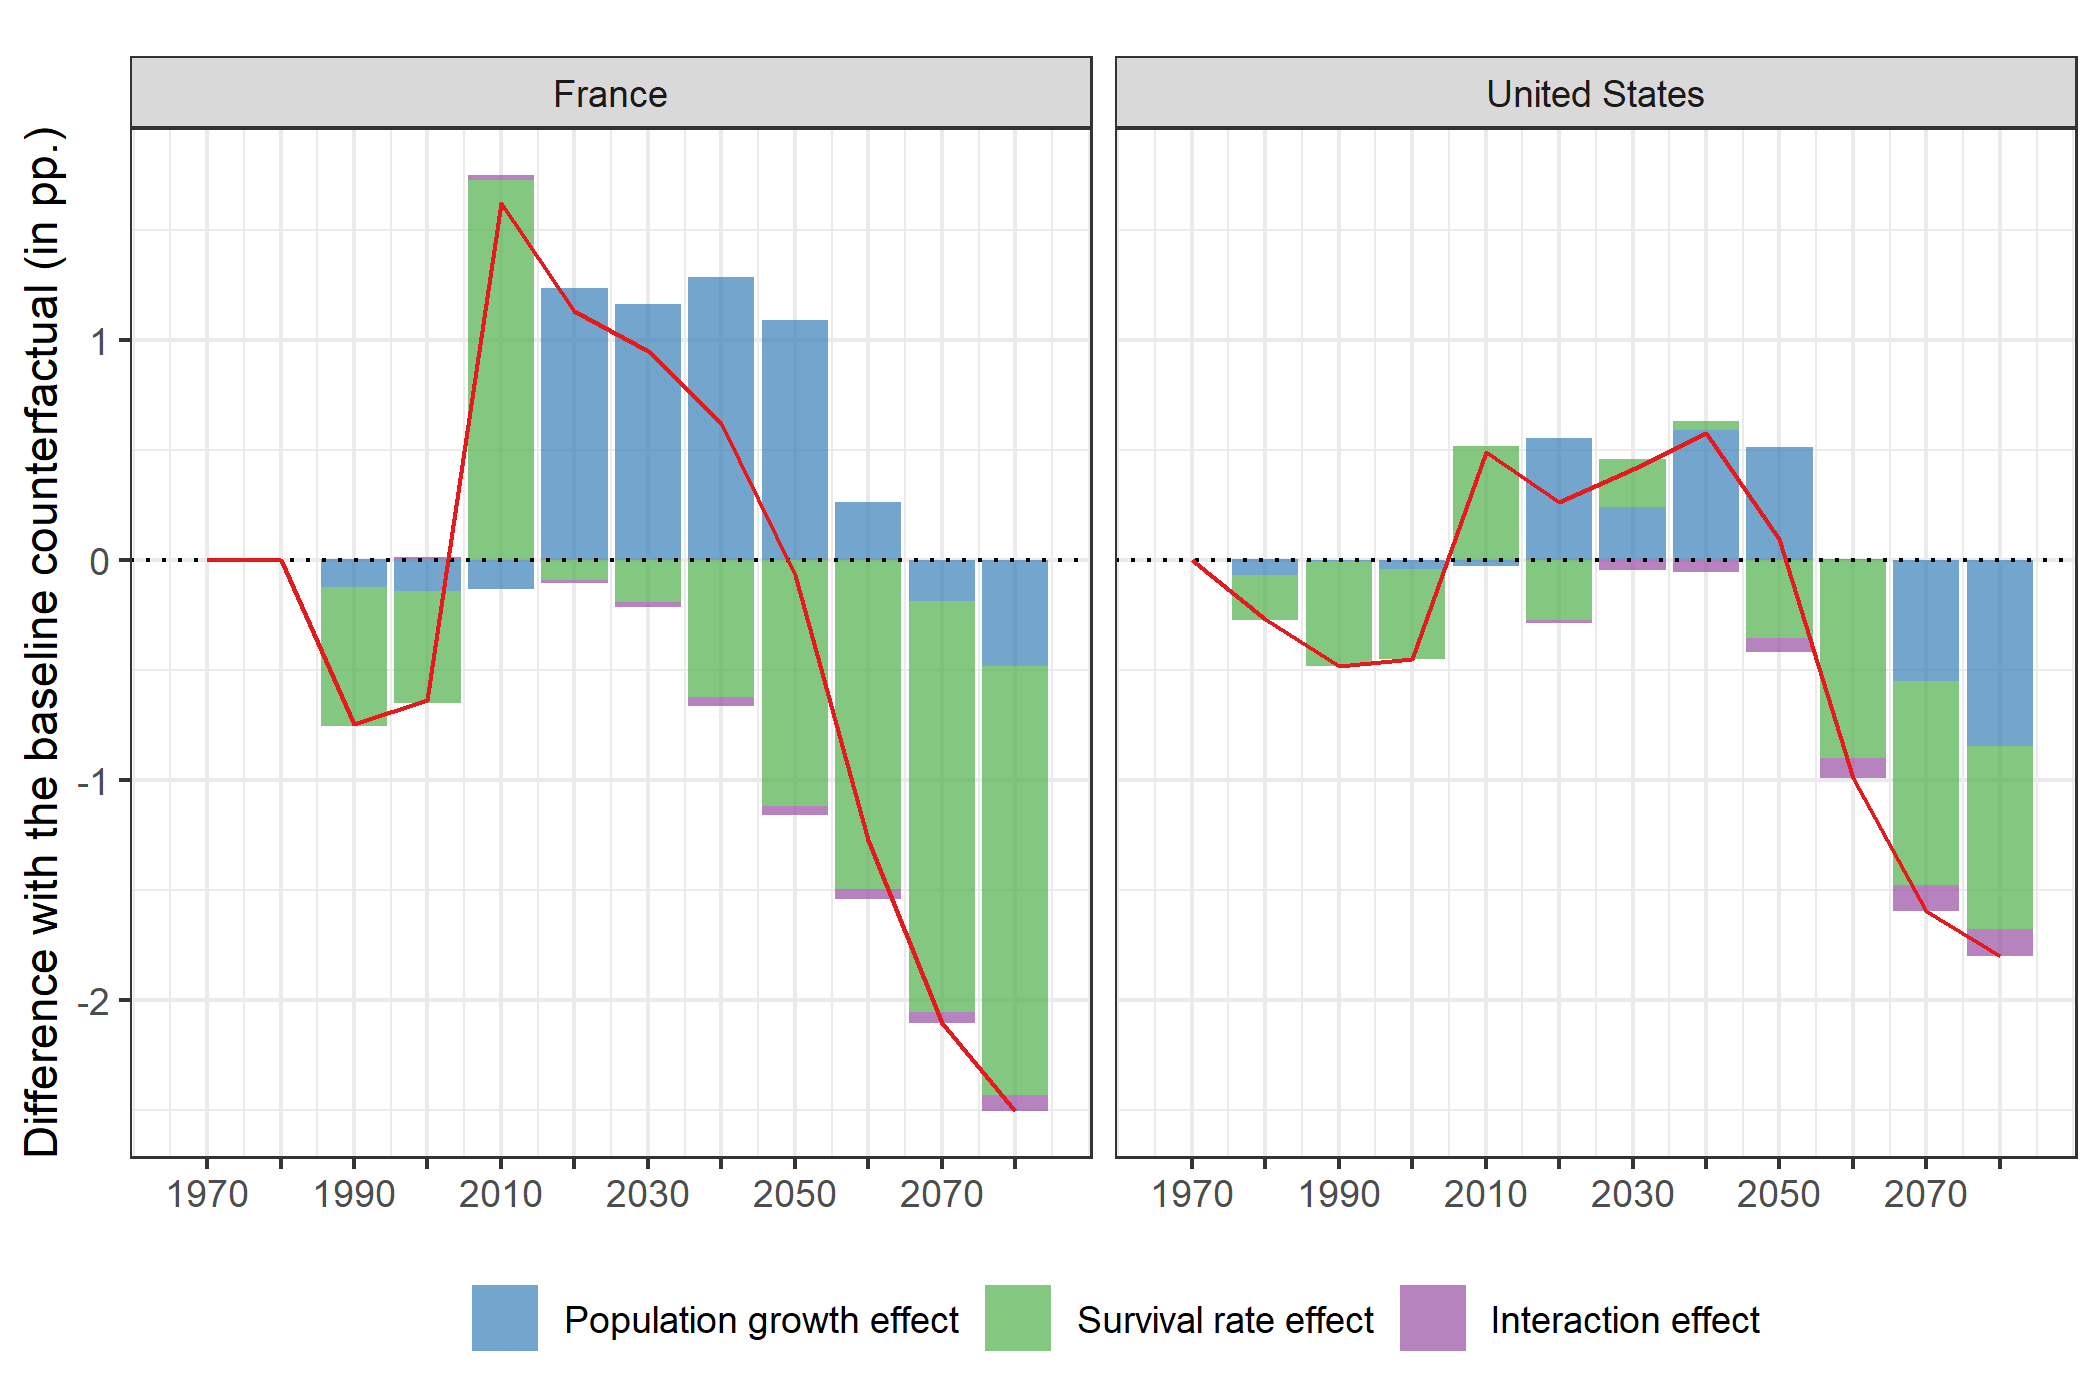 France
United States
Difference with the baseline counterfactual (in pp.)
1
0
-1
-2
1970 1990 2010 2030 2050 2070
1970 1990 2010 2030 2050 2070
Population growth effect
Survival rate effect
Interaction effect